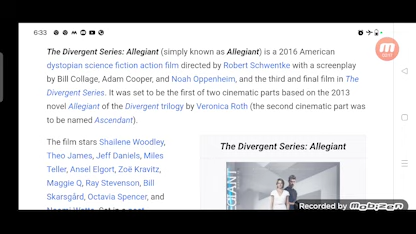 6:33
The Divergent Series: Allegiant (simply known as Allegiant) is a 2016 American
dystopian science fiction action film directed by Robert Schwentke with a screenplay
by Bill Collage, Adam Cooper, and Noah Oppenheim, and the third and final film in The
Divergent Series. It was set to be the first of two cinematic parts based on the 2013
novel Allegiant of the Divergent trilogy by Veronica Roth (the second cinematic part was
to be named Ascendant).
The film stars Shailene Woodley,
Theo James, Jeff Daniels, Miles
Teller, Ansel Elgort, Zoë Kravitz,
Maggie Q, Ray Stevenson, Bill
Skarsgård, Octavia Spencer, and
Naomi Watts. Set in a post
The Divergent Series: Allegiant
Recorded by MOBIZEN